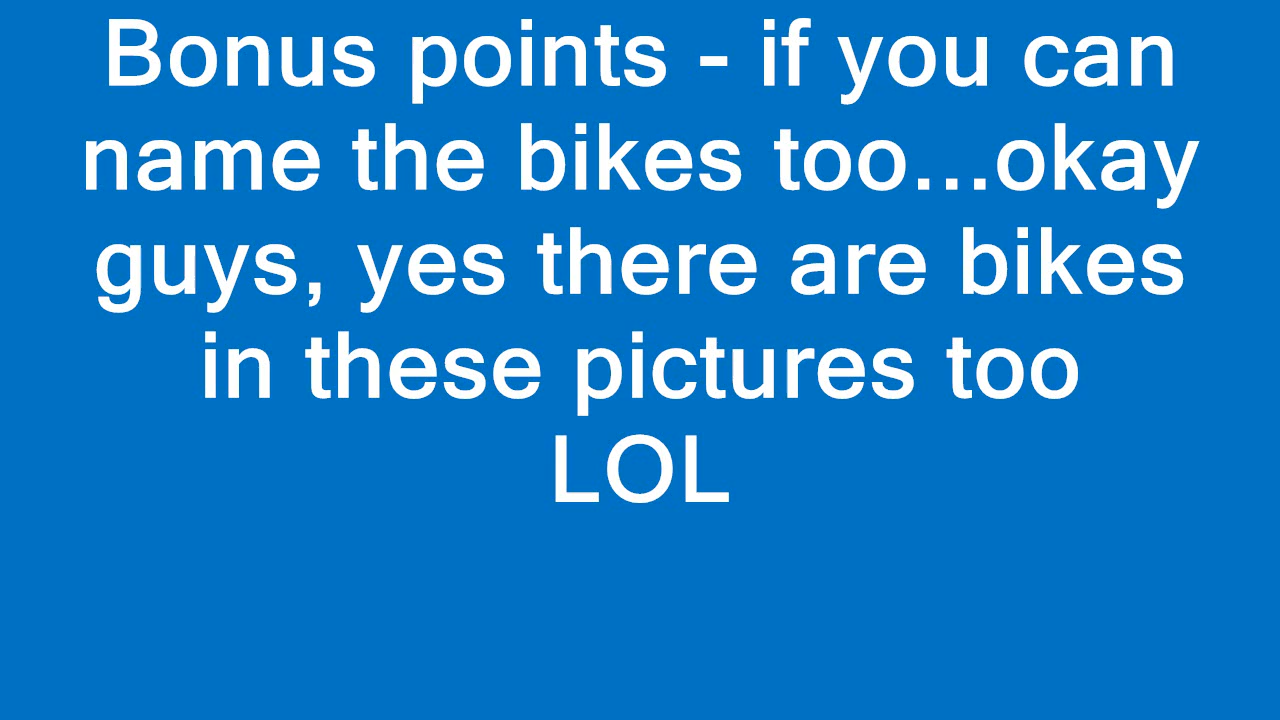 Bonus points - if you can
name the bikes too...okay
guys, yes there are bikes
in these pictures too
LOL